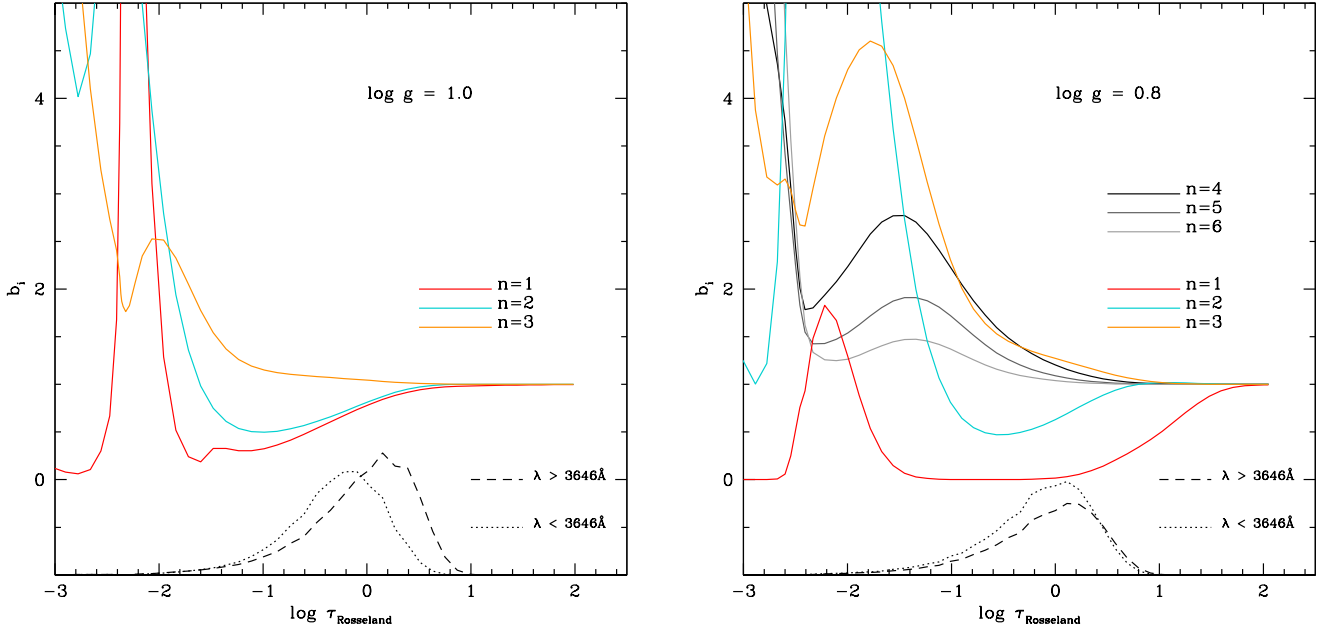 log g = 1.0
4
2
0
b_i
n=1
n=2
n=3
λ > 3646Å
λ < 3646Å
−3 −2 −1 0 1 2
log τ_Rosseland
log g = 0.8
4
2
0
b_i
n=4
n=5
n=6
n=1
n=2
n=3
λ > 3646Å
λ < 3646Å
−3 −2 −1 0 1 2
log τ_Rosseland